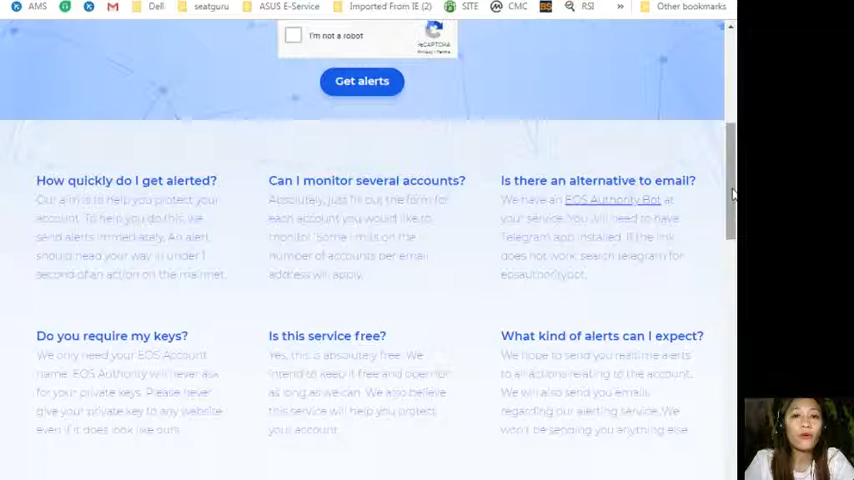 AMS
Dell
seatguru
ASUS E-Service
Imported From IE (2)
SITE
CMC
BS
RSI
»
Other bookmarks
I'm not a robot
reCAPTCHA
Privacy - Terms
Get alerts
How quickly do I get alerted?
Our aim is to help you protect your
account. To help you do this, we
send alerts immediately. An alert
should head your way in under 1
second of an action on the mainnet.
Can I monitor several accounts?
Absolutely, just fill out the form for
each account you would like to
monitor. Some limits on the
number of accounts per email
address will apply.
Is there an alternative to email?
We have an EOS Authority Bot at
your service. You will need to have
Telegram app installed. If the link
does not work, search telegram for
eosauthoritybot.
Do you require my keys?
We only need your EOS Account
name. EOS Authority will never ask
for your private keys. Please never
give your private key to any website
even if it does look like ours.
Is this service free?
Yes, this is absolutely free. We
intend to keep it free and open for
as long as we can. We also believe
this service will help you protect
your account.
What kind of alerts can I expect?
We hope to send you realtime alerts
to all actions relating to the account.
We will also send you emails
regarding our alerting service. We
won't be sending you anything else.